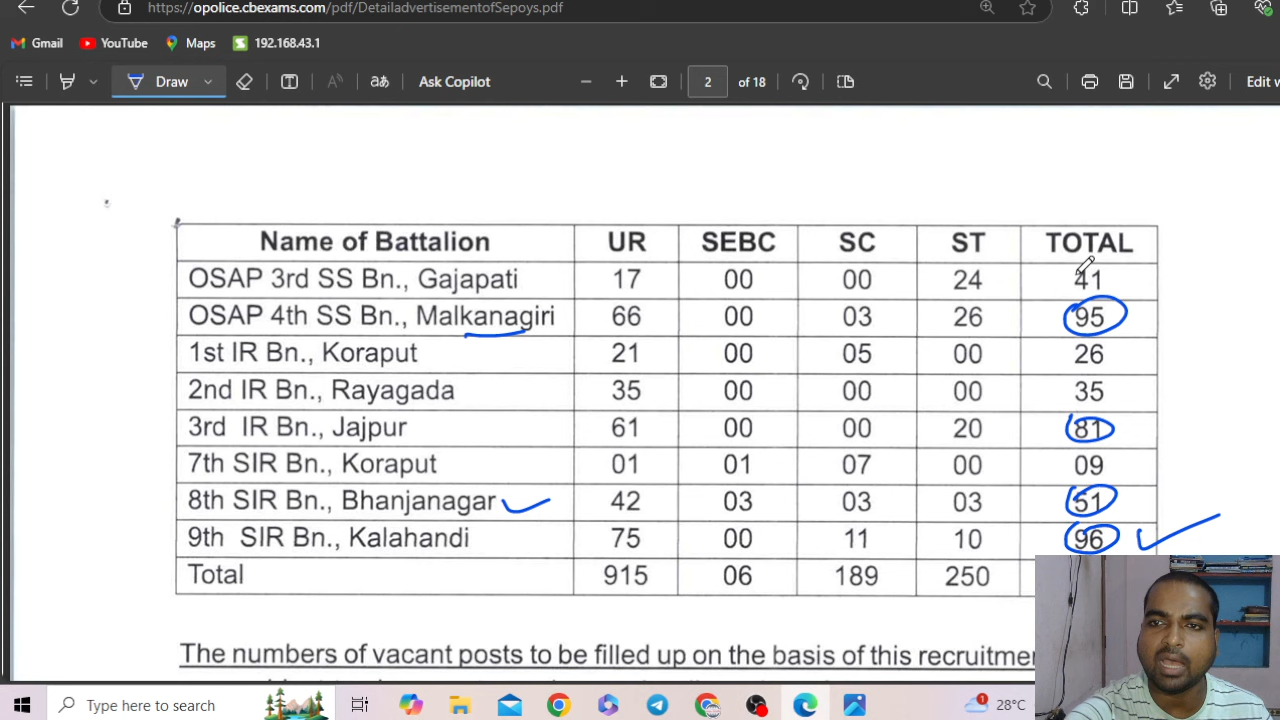 https://opolice.cbexams.com/pdf/DetailadvertisementofSepoys.pdf
Gmail YouTube Maps 192.168.43.1
Draw aあ Ask Copilot 2 of 18 Edit w
Name of Battalion UR SEBC SC ST TOTAL
OSAP 3rd SS Bn., Gajapati 17 00 00 24 41
OSAP 4th SS Bn., Malkanagiri 66 00 03 26 95
1st IR Bn., Koraput 21 00 05 00 26
2nd IR Bn., Rayagada 35 00 00 00 35
3rd IR Bn., Jajpur 61 00 00 20 81
7th SIR Bn., Koraput 01 01 07 00 09
8th SIR Bn., Bhanjanagar 42 03 03 03 51
9th SIR Bn., Kalahandi 75 00 11 10 96
Total 915 06 189 250
The numbers of vacant posts to be filled up on the basis of this recruitme
Type here to search 1 28°C